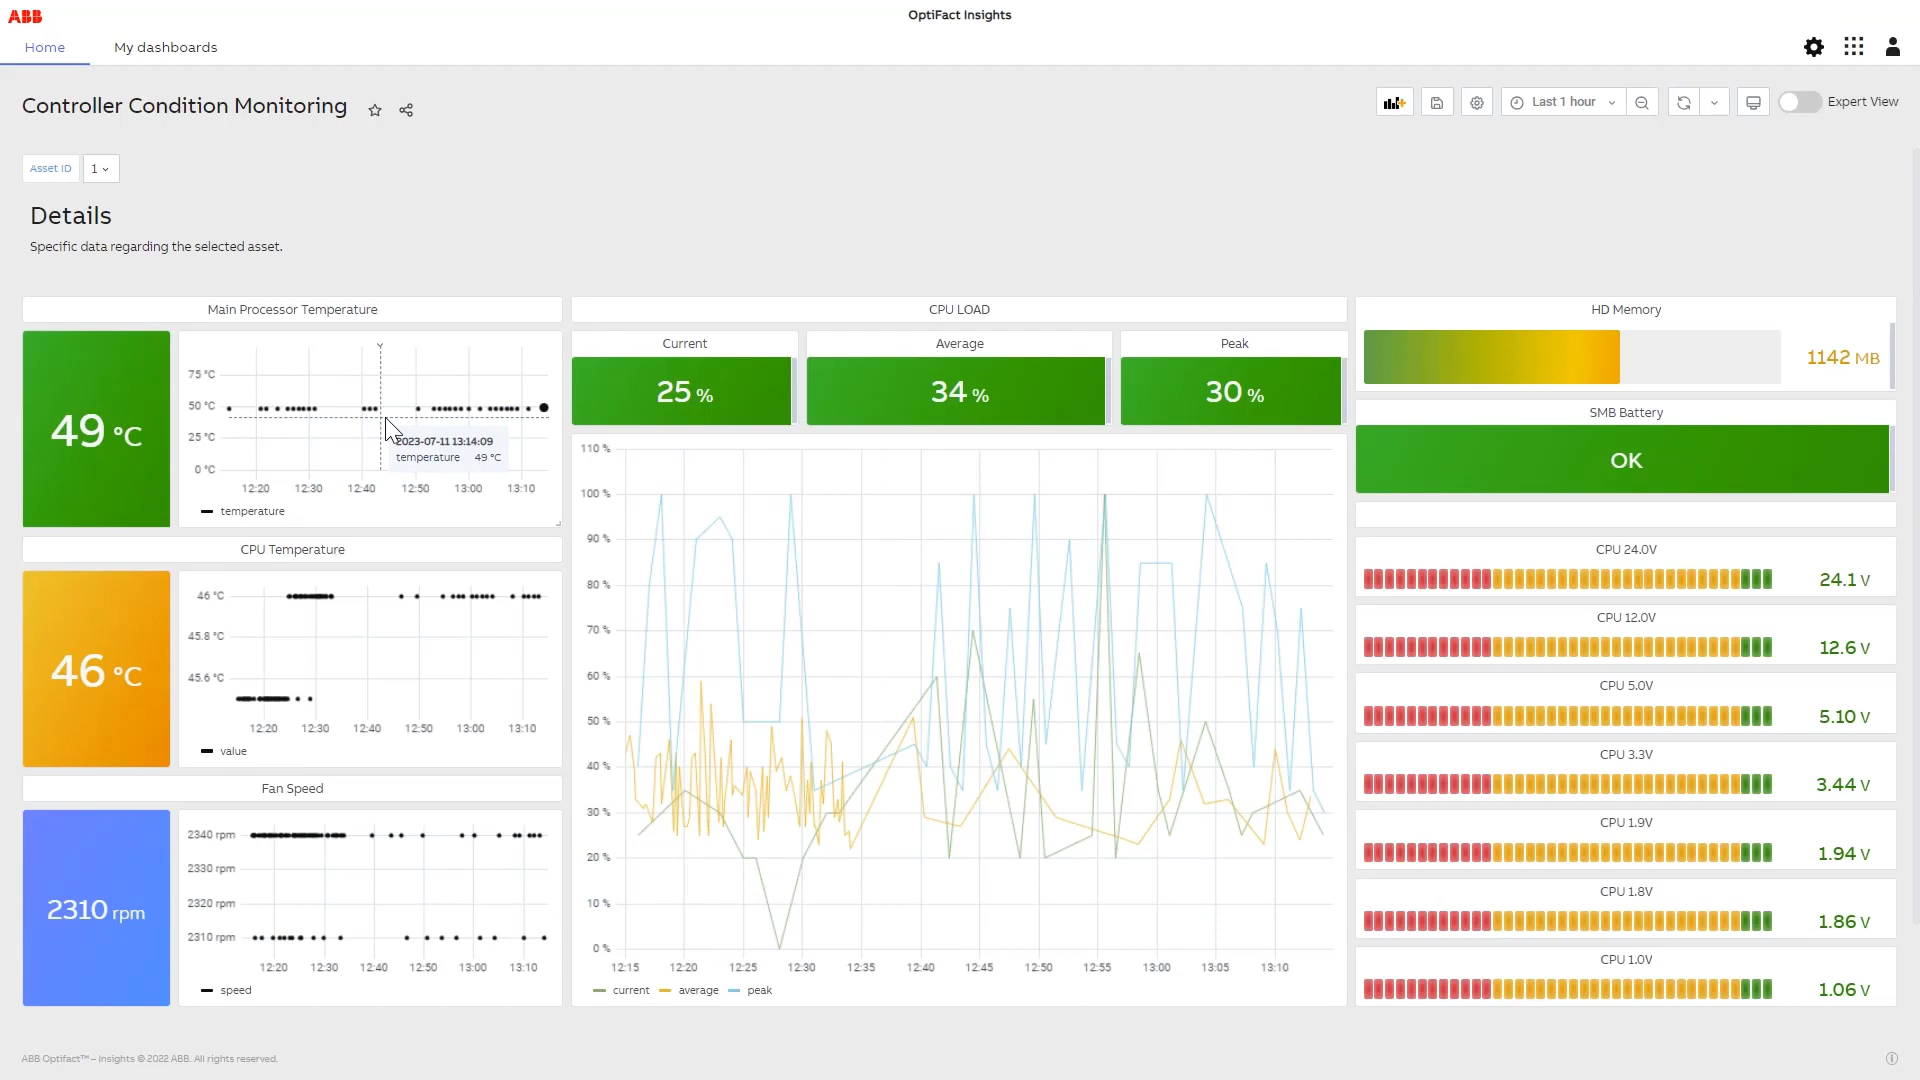 ABB
OptiFact Insights
Home
My dashboards
Controller Condition Monitoring
Last 1 hour
Expert View
Asset ID
1
Details
Specific data regarding the selected asset.
Main Processor Temperature
49 °C
75 °C
50 °C
25 °C
0 °C
12:20 12:30 12:40 12:50 13:00 13:10
2023-07-11 13:14:09
temperature 49 °C
temperature
CPU Temperature
46 °C
46 °C
45.8 °C
45.6 °C
12:20 12:30 12:40 12:50 13:00 13:10
value
Fan Speed
2310 rpm
2340 rpm
2330 rpm
2320 rpm
2310 rpm
12:20 12:30 12:40 12:50 13:00 13:10
speed
CPU LOAD
Current
25 %
Average
34 %
Peak
30 %
110 %
100 %
90 %
80 %
70 %
60 %
50 %
40 %
30 %
20 %
10 %
0 %
12:15 12:20 12:25 12:30 12:35 12:40 12:45 12:50 12:55 13:00 13:05 13:10
current average peak
HD Memory
1142 MB
SMB Battery
OK
CPU 24.0V
24.1 V
CPU 12.0V
12.6 V
CPU 5.0V
5.10 V
CPU 3.3V
3.44 V
CPU 1.9V
1.94 V
CPU 1.8V
1.86 V
CPU 1.0V
1.06 V
ABB Optifact™ – Insights © 2022 ABB. All rights reserved.